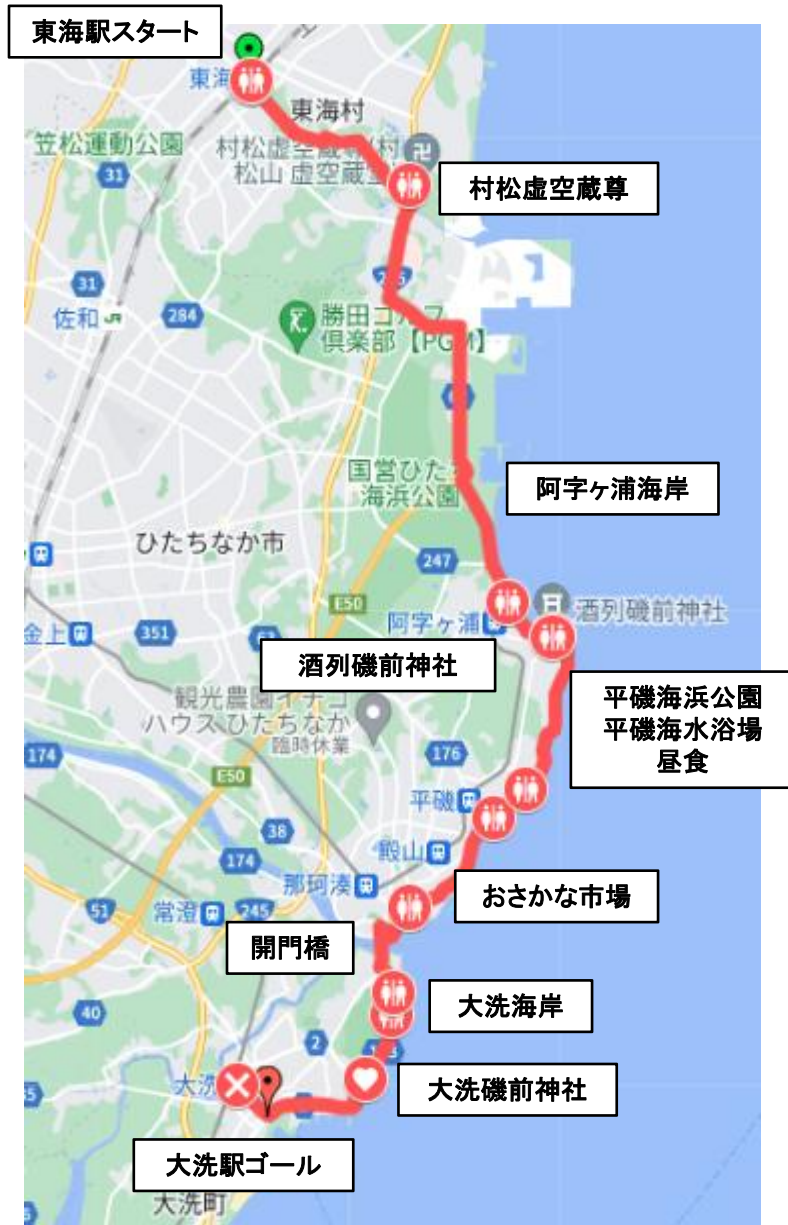 東海駅スタート
東海
東海村
笠松運動公園
村松虚空蔵尊(村
松山 虚空蔵堂
31
村松虚空蔵尊
31
佐和
284
勝田ゴルフ
倶楽部【PGM】
国営ひたち
海浜公園
阿字ヶ浦海岸
ひたちなか市
247
E50
阿字ヶ浦
酒列磯前神社
金上
351
酒列磯前神社
観光農園イチゴ
ハウス ひたちなか
臨時休業
平磯海浜公園
平磯海水浴場
昼食
174
176
E50
平磯
38
殿山
174
那珂湊
51
常澄
245
おさかな市場
開門橋
大洗海岸
40
2
大洗
大洗磯前神社
大洗駅ゴール
大洗町